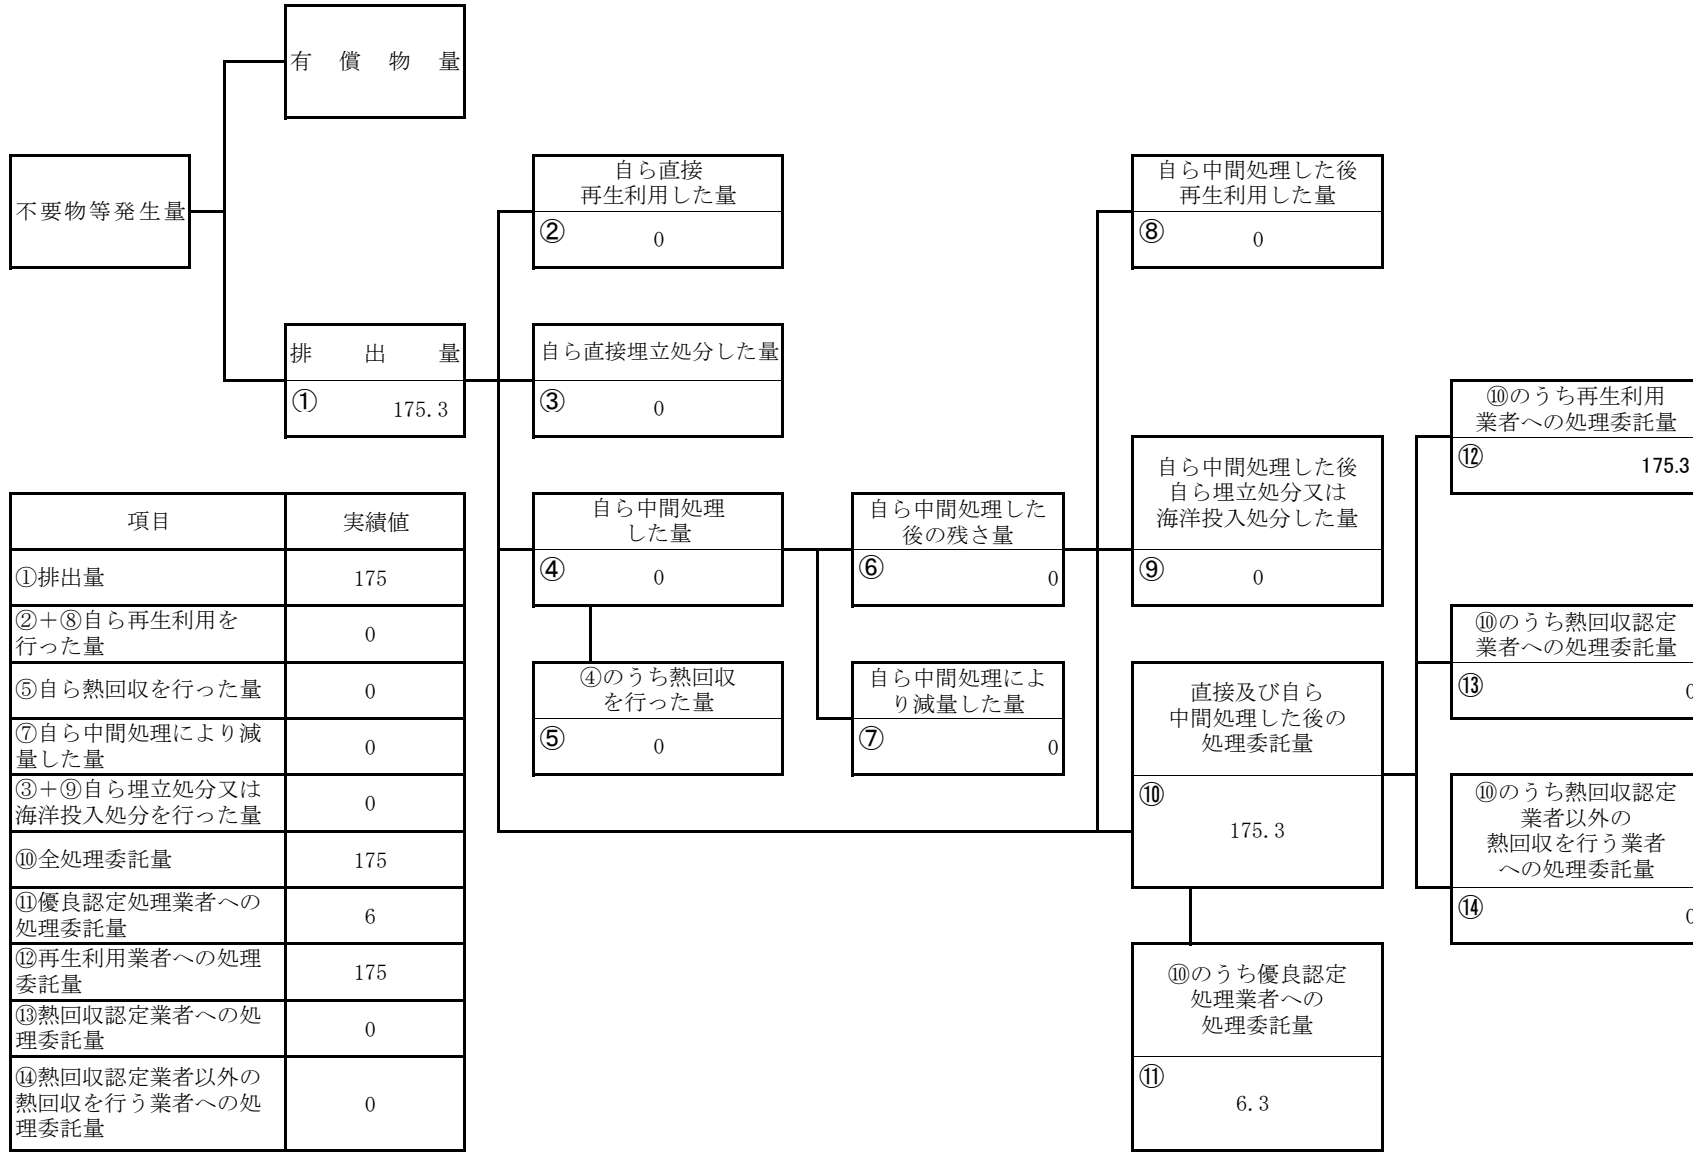 有償物量
不要物等発生量
排出量
① 175.3
自ら直接
再生利用した量
② 0
自ら直接埋立処分した量
③ 0
自ら中間処理
した量
④ 0
④のうち熱回収
を行った量
⑤ 0
自ら中間処理した
後の残さ量
⑥ 0
自ら中間処理によ
り減量した量
⑦ 0
自ら中間処理した後
再生利用した量
⑧ 0
自ら中間処理した後
自ら埋立処分又は
海洋投入処分した量
⑨ 0
直接及び自ら
中間処理した後の
処理委託量
⑩
175.3
⑩のうち優良認定
処理業者への
処理委託量
⑪
6.3
⑩のうち再生利用
業者への処理委託量
⑫ 175.3
⑩のうち熱回収認定
業者への処理委託量
⑬ 0
⑩のうち熱回収認定
業者以外の
熱回収を行う業者
への処理委託量
⑭ 0
項目 実績値
①排出量 175
②＋⑧自ら再生利用を
行った量 0
⑤自ら熱回収を行った量 0
⑦自ら中間処理により減
量した量 0
③＋⑨自ら埋立処分又は
海洋投入処分を行った量 0
⑩全処理委託量 175
⑪優良認定処理業者への
処理委託量 6
⑫再生利用業者への処理
委託量 175
⑬熱回収認定業者への処
理委託量 0
⑭熱回収認定業者以外の
熱回収を行う業者への処
理委託量 0